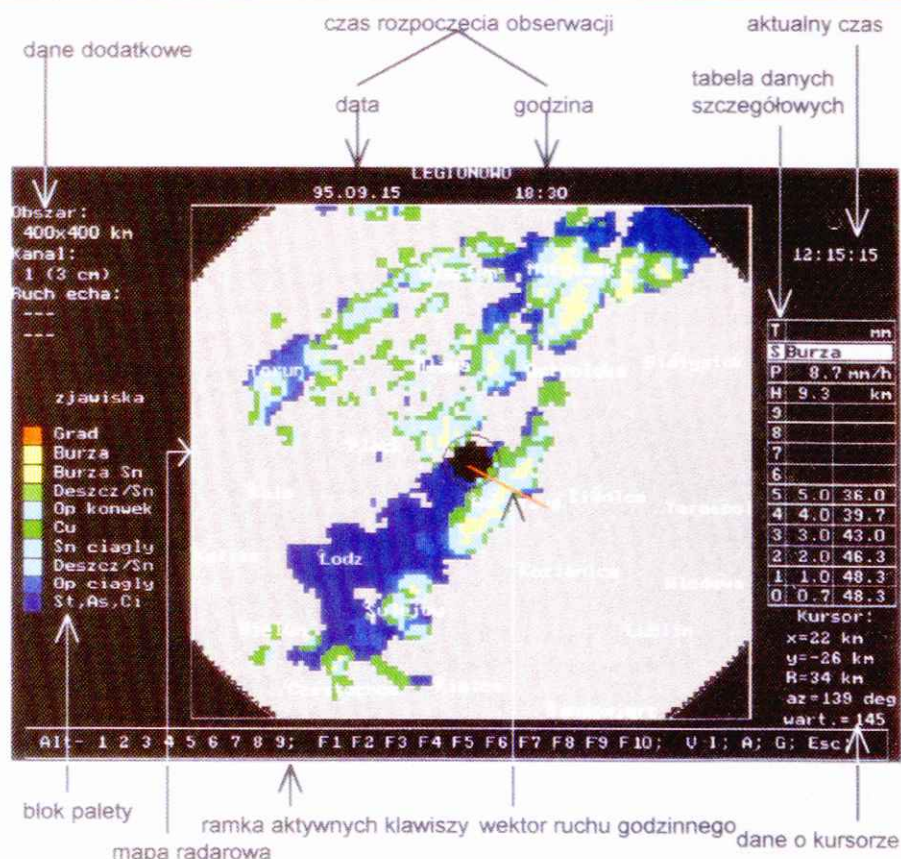 czas rozpoczęcia obserwacji
aktualny czas
dane dodatkowe
tabela danych
szczegółowych
data
godzina
LEGIONOWO
95.09.15 18:30
Obszar:
400x400 km
Kanal:
1 (3 cm)
Ruch echa:
---
---
12:15:15
T mm
S Burza
P 8.7 mm/h
H 9.3 km
9
8
7
6
5 5.0 36.0
4 4.0 39.7
3 3.0 43.0
2 2.0 46.3
1 1.0 48.3
0 0.7 48.3
Kursor:
x=22 km
y=-26 km
R=34 km
az=139 deg
wart.=145
zjawiska
Grad
Burza
Burza Sn
Deszcz/Sn
Op konwek
Cu
Sn ciagly
Deszcz/Sn
Op ciagly
St,As,Ci
Torun
Lodz
Alt- 1 2 3 4 5 6 7 8 9; F1 F2 F3 F4 F5 F6 F7 F8 F9 F10; V I; A; G; Esc;
blok palety
ramka aktywnych klawiszy
wektor ruchu godzinnego
mapa radarowa
dane o kursorze